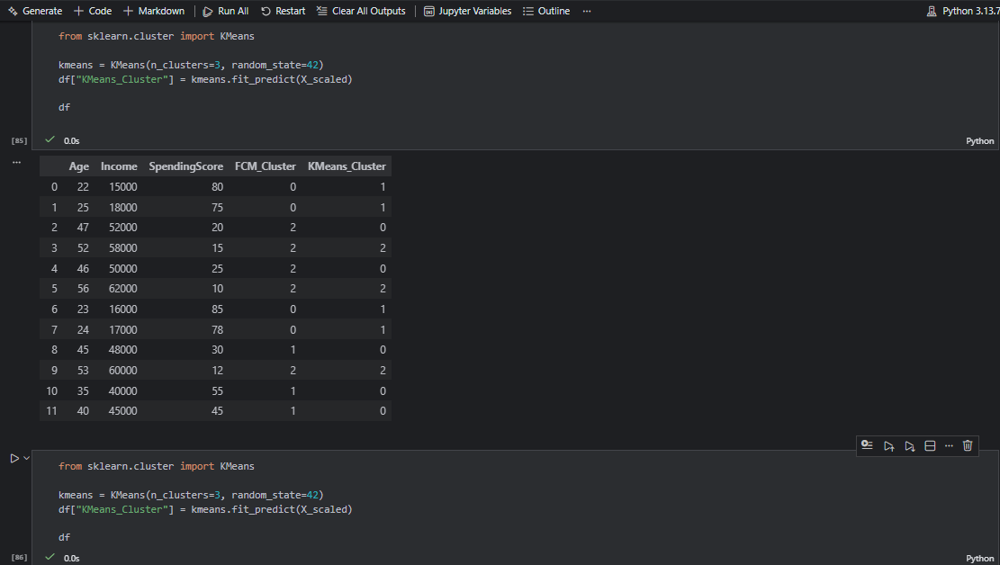 Generate + Code + Markdown | Run All Restart Clear All Outputs | Jupyter Variables Outline ... Python 3.13.7
from sklearn.cluster import KMeans
kmeans = KMeans(n_clusters=3, random_state=42)
df["KMeans_Cluster"] = kmeans.fit_predict(X_scaled)
df
[85] ✓ 0.0s Python
...
Age Income SpendingScore FCM_Cluster KMeans_Cluster
0 22 15000 80 0 1
1 25 18000 75 0 1
2 47 52000 20 2 0
3 52 58000 15 2 2
4 46 50000 25 2 0
5 56 62000 10 2 2
6 23 16000 85 0 1
7 24 17000 78 0 1
8 45 48000 30 1 0
9 53 60000 12 2 2
10 35 40000 55 1 0
11 40 45000 45 1 0
...
from sklearn.cluster import KMeans
kmeans = KMeans(n_clusters=3, random_state=42)
df["KMeans_Cluster"] = kmeans.fit_predict(X_scaled)
df
[86] ✓ 0.0s Python